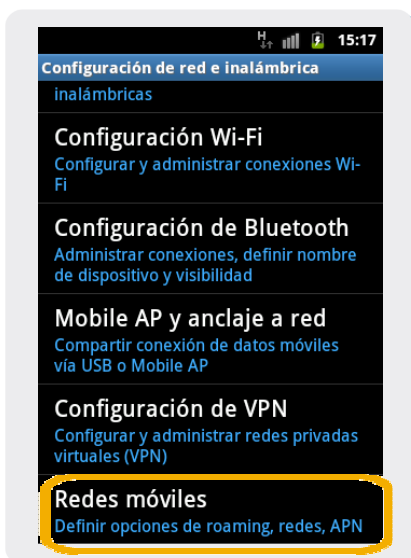 H 15:17
Configuración de red e inalámbrica
inalámbricas
Configuración Wi-Fi
Configurar y administrar conexiones Wi-
Fi
Configuración de Bluetooth
Administrar conexiones, definir nombre
de dispositivo y visibilidad
Mobile AP y anclaje a red
Compartir conexión de datos móviles
vía USB o Mobile AP
Configuración de VPN
Configurar y administrar redes privadas
virtuales (VPN)
Redes móviles
Definir opciones de roaming, redes, APN